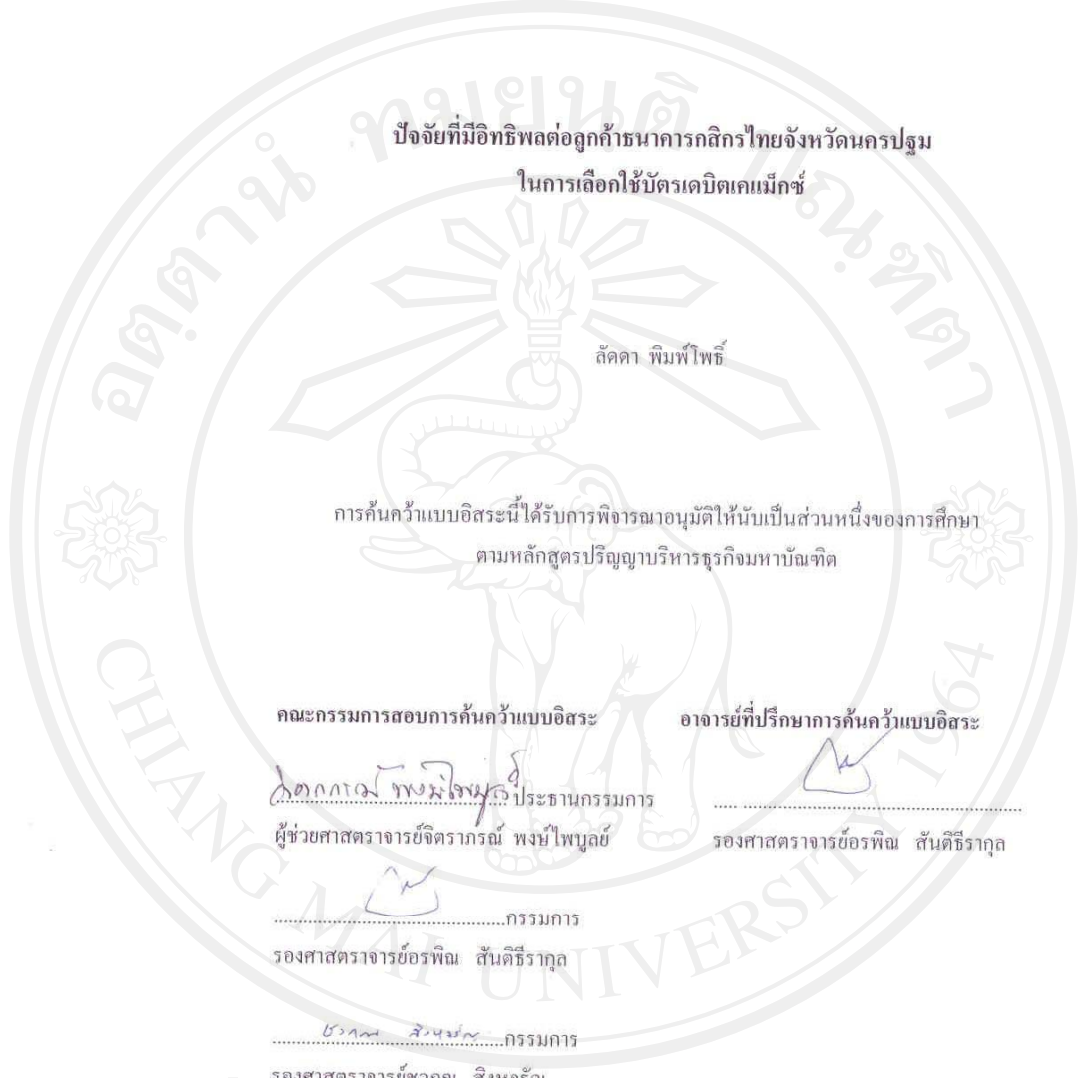 ปัจจัยที่มีอิทธิพลต่อลูกค้าธนาคารกสิกรไทยจังหวัดนครปฐม
ในการเลือกใช้บัตรเดบิตเคแม็กซ์
ลัดดา พิมพ์โพธิ์
การค้นคว้าแบบอิสระนี้ได้รับการพิจารณาอนุมัติให้นับเป็นส่วนหนึ่งของการศึกษา
ตามหลักสูตรปริญญาบริหารธุรกิจมหาบัณฑิต
คณะกรรมการสอบการค้นคว้าแบบอิสระ
อาจารย์ที่ปรึกษาการค้นคว้าแบบอิสระ
ประธานกรรมการ
ผู้ช่วยศาสตราจารย์จิตราภรณ์ พงษ์ไพบูลย์
รองศาสตราจารย์อรพิณ สันติธีรากุล
กรรมการ
รองศาสตราจารย์อรพิณ สันติธีรากุล
กรรมการ
รองศาสตราจารย์
CHIANG MAI UNIVERSITY 1964